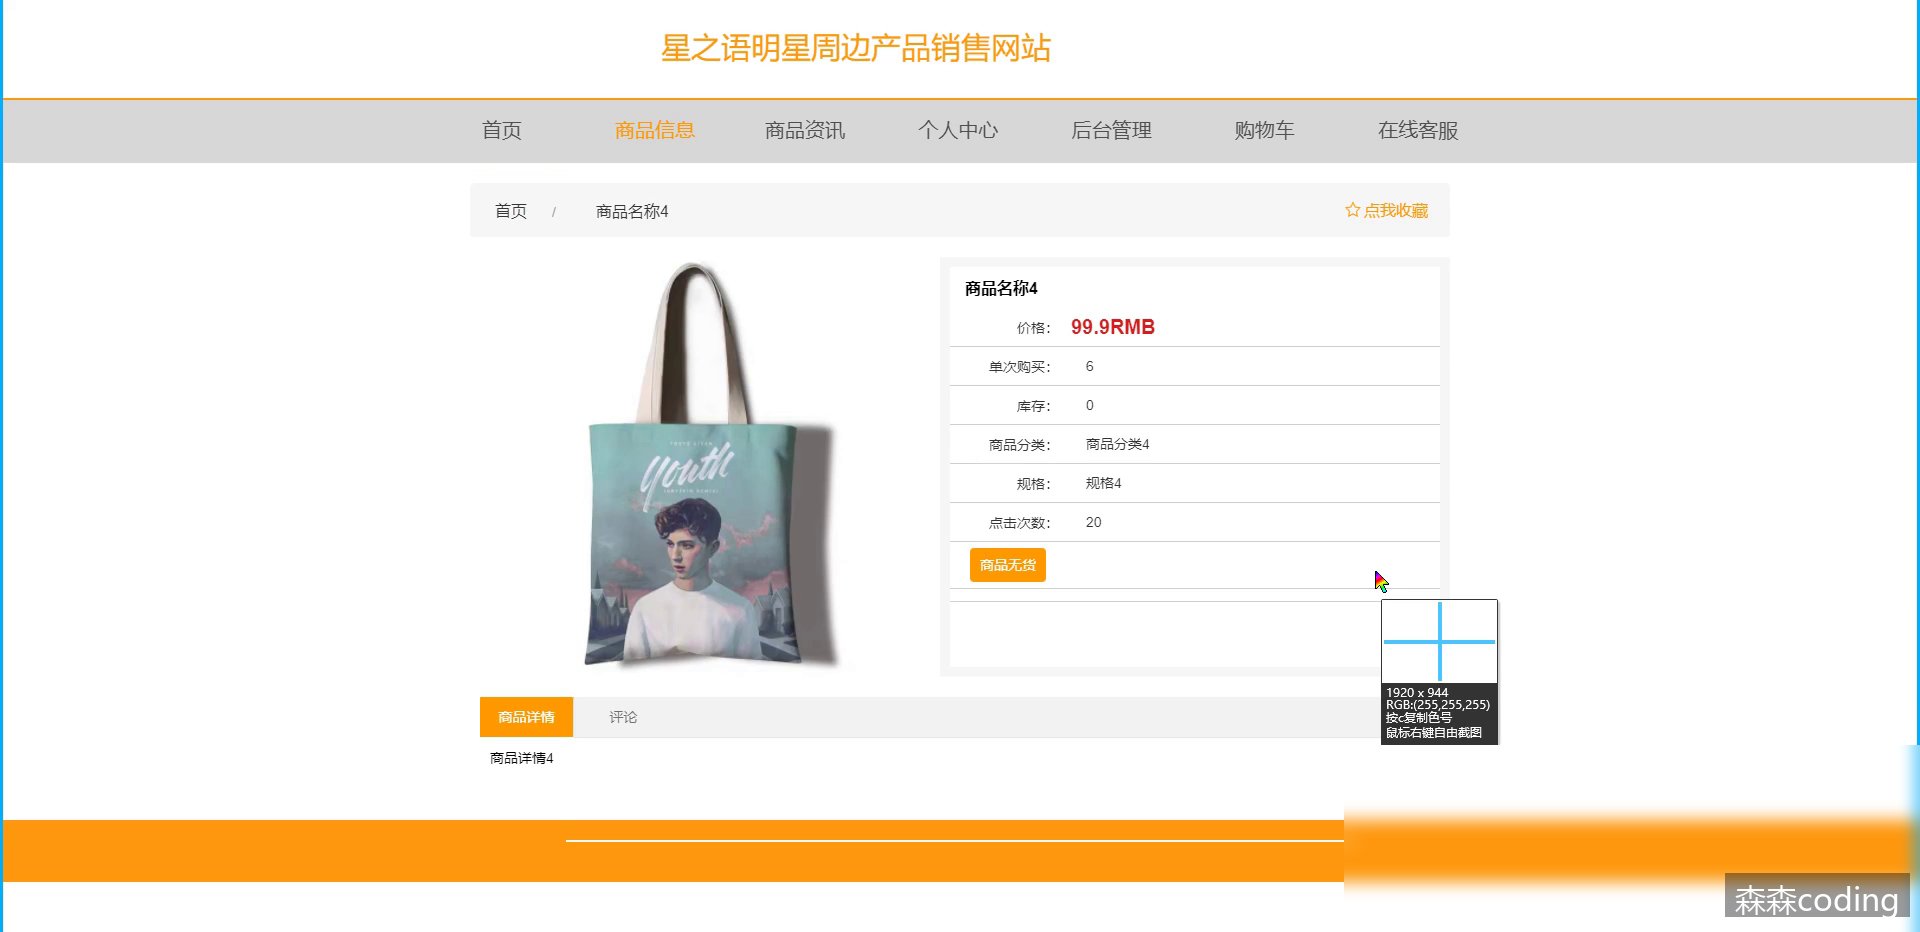 星之语明星周边产品销售网站
首页 商品信息 商品资讯 个人中心 后台管理 购物车 在线客服
首页 / 商品名称4 ☆ 点我收藏
商品名称4
价格： 99.9RMB
单次购买： 6
库存： 0
商品分类： 商品分类4
规格： 规格4
点击次数： 20
商品无货
youth
1920 x 944
RGB:(255,255,255)
按c复制色号
鼠标右键自由截图
商品详情 评论
商品详情4
森森coding